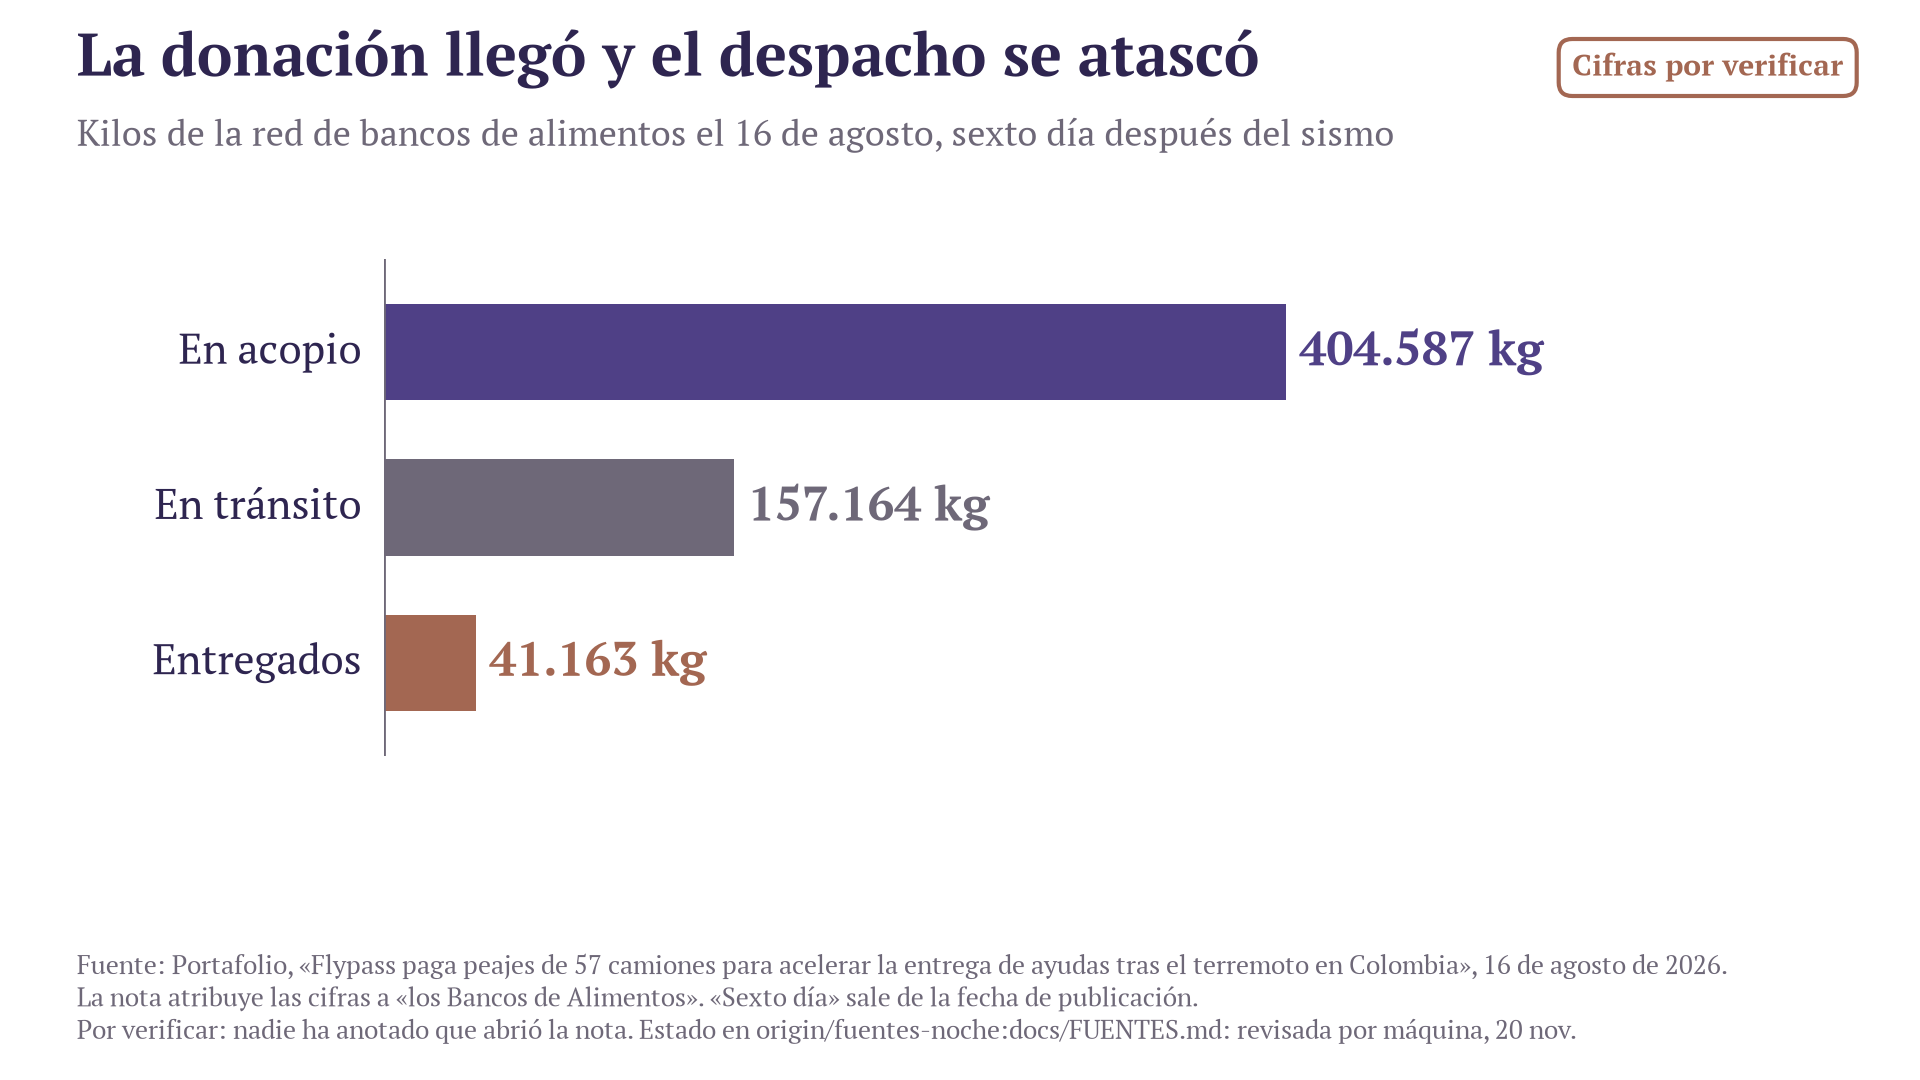 La donación llegó y el despacho se atascó
Cifras por verificar
Kilos de la red de bancos de alimentos el 16 de agosto, sexto día después del sismo
En acopio
404.587 kg
En tránsito
157.164 kg
Entregados
41.163 kg
Fuente: Portafolio, «Flypass paga peajes de 57 camiones para acelerar la entrega de ayudas tras el terremoto en Colombia», 16 de agosto de 2026.
La nota atribuye las cifras a «los Bancos de Alimentos». «Sexto día» sale de la fecha de publicación.
Por verificar: nadie ha anotado que abrió la nota. Estado en origin/fuentes-noche:docs/FUENTES.md: revisada por máquina, 20 nov.